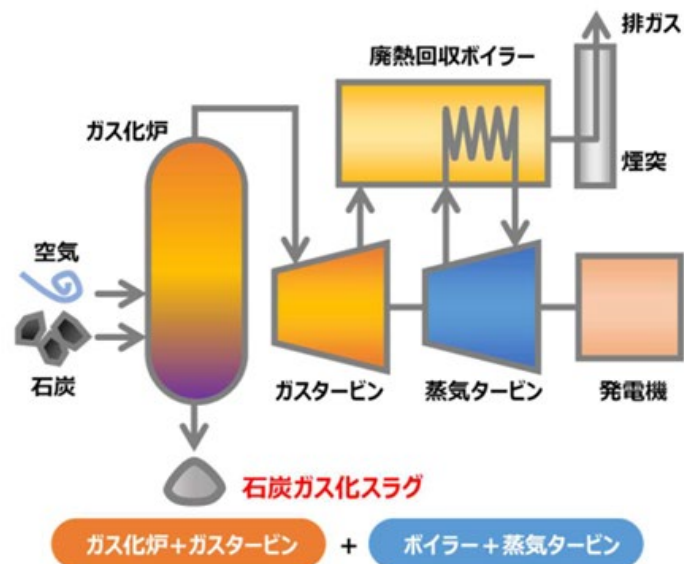 排ガス
廃熱回収ボイラー
ガス化炉
煙突
空気
石炭
ガスタービン
蒸気タービン
発電機
石炭ガス化スラグ
ガス化炉＋ガスタービン + ボイラー＋蒸気タービン